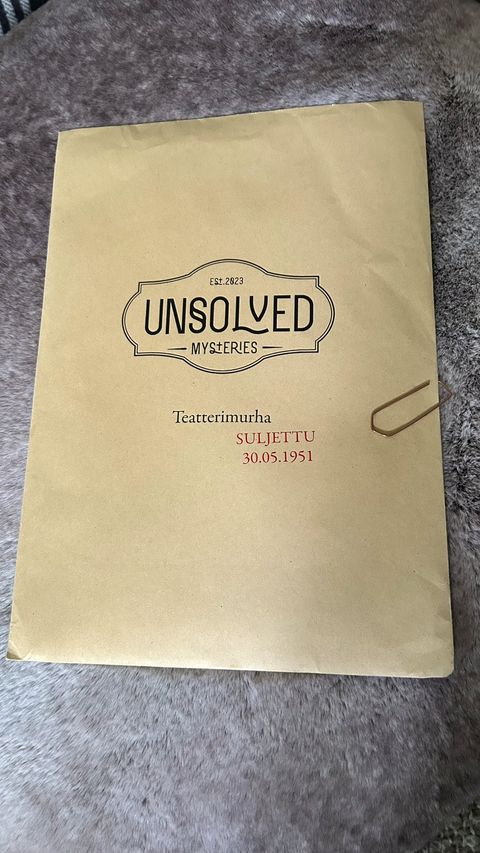 EST.2023
UNSOLVED
MYSTERIES
Teatterimurha
SULJETTU
30.05.1951